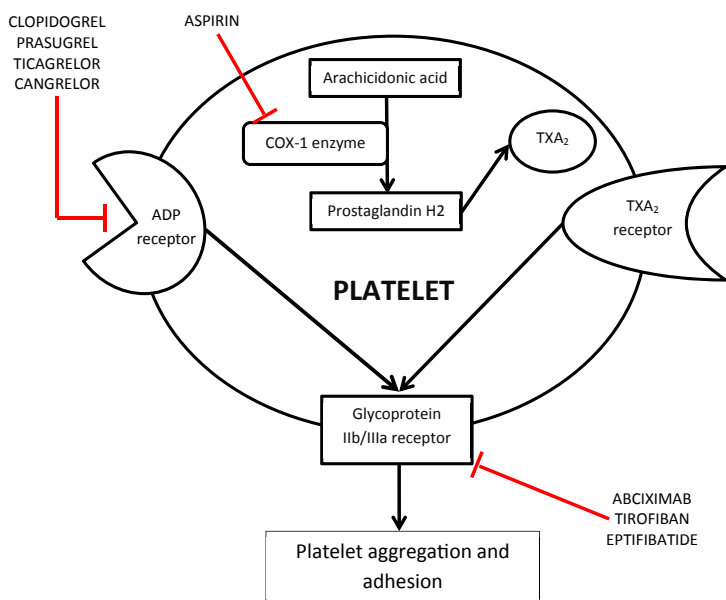 CLOPIDOGREL
PRASUGREL
TICAGRELOR
CANGRELOR
ASPIRIN
Arachicidonic acid
COX-1 enzyme
TXA₂
Prostaglandin H2
ADP
receptor
TXA₂
receptor
PLATELET
Glycoprotein
IIb/IIIa receptor
ABCIXIMAB
TIROFIBAN
EPTIFIBATIDE
Platelet aggregation and
adhesion